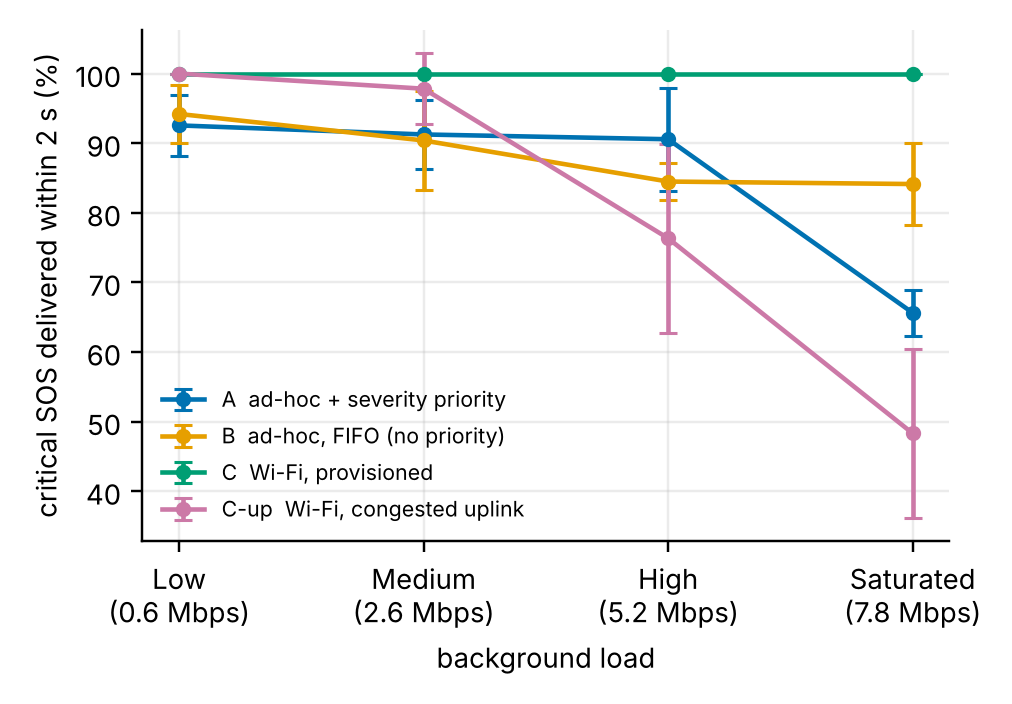 critical SOS delivered within 2 s (%)
100
90
80
70
60
50
40
A ad-hoc + severity priority
B ad-hoc, FIFO (no priority)
C Wi-Fi, provisioned
C-up Wi-Fi, congested uplink
Low Medium High Saturated
(0.6 Mbps) (2.6 Mbps) (5.2 Mbps) (7.8 Mbps)
background load